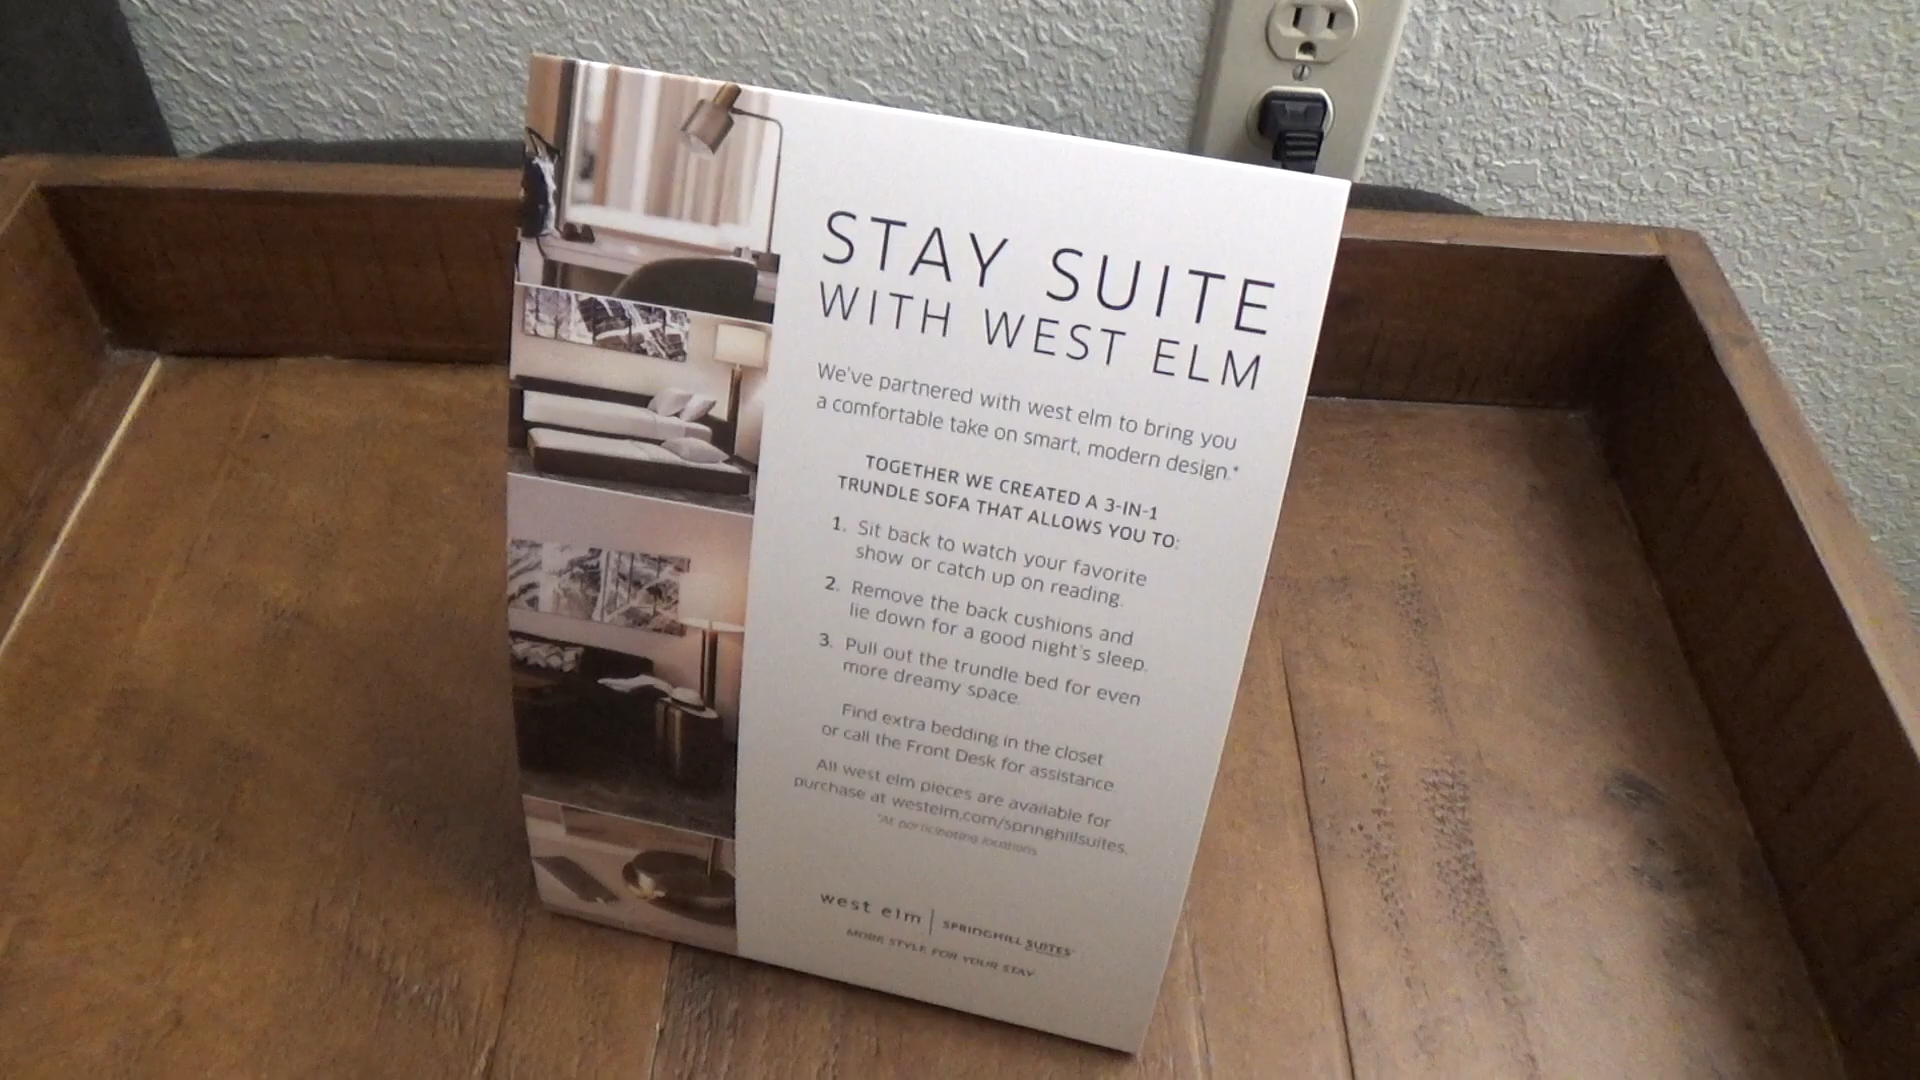 STAY SUITE
WITH WEST ELM
We've partnered with west elm to bring you
a comfortable take on smart, modern design.*
TOGETHER WE CREATED A 3-IN-1
TRUNDLE SOFA THAT ALLOWS YOU TO:
1. Sit back to watch your favorite
show or catch up on reading.
2. Remove the back cushions and
lie down for a good night's sleep.
3. Pull out the trundle bed for even
more dreamy space.
Find extra bedding in the closet
or call the Front Desk for assistance.
All west elm pieces are available for
purchase at westelm.com/springhillsuites.
*At participating locations.
west elm | SPRINGHILL SUITES
MORE STYLE FOR YOUR STAY